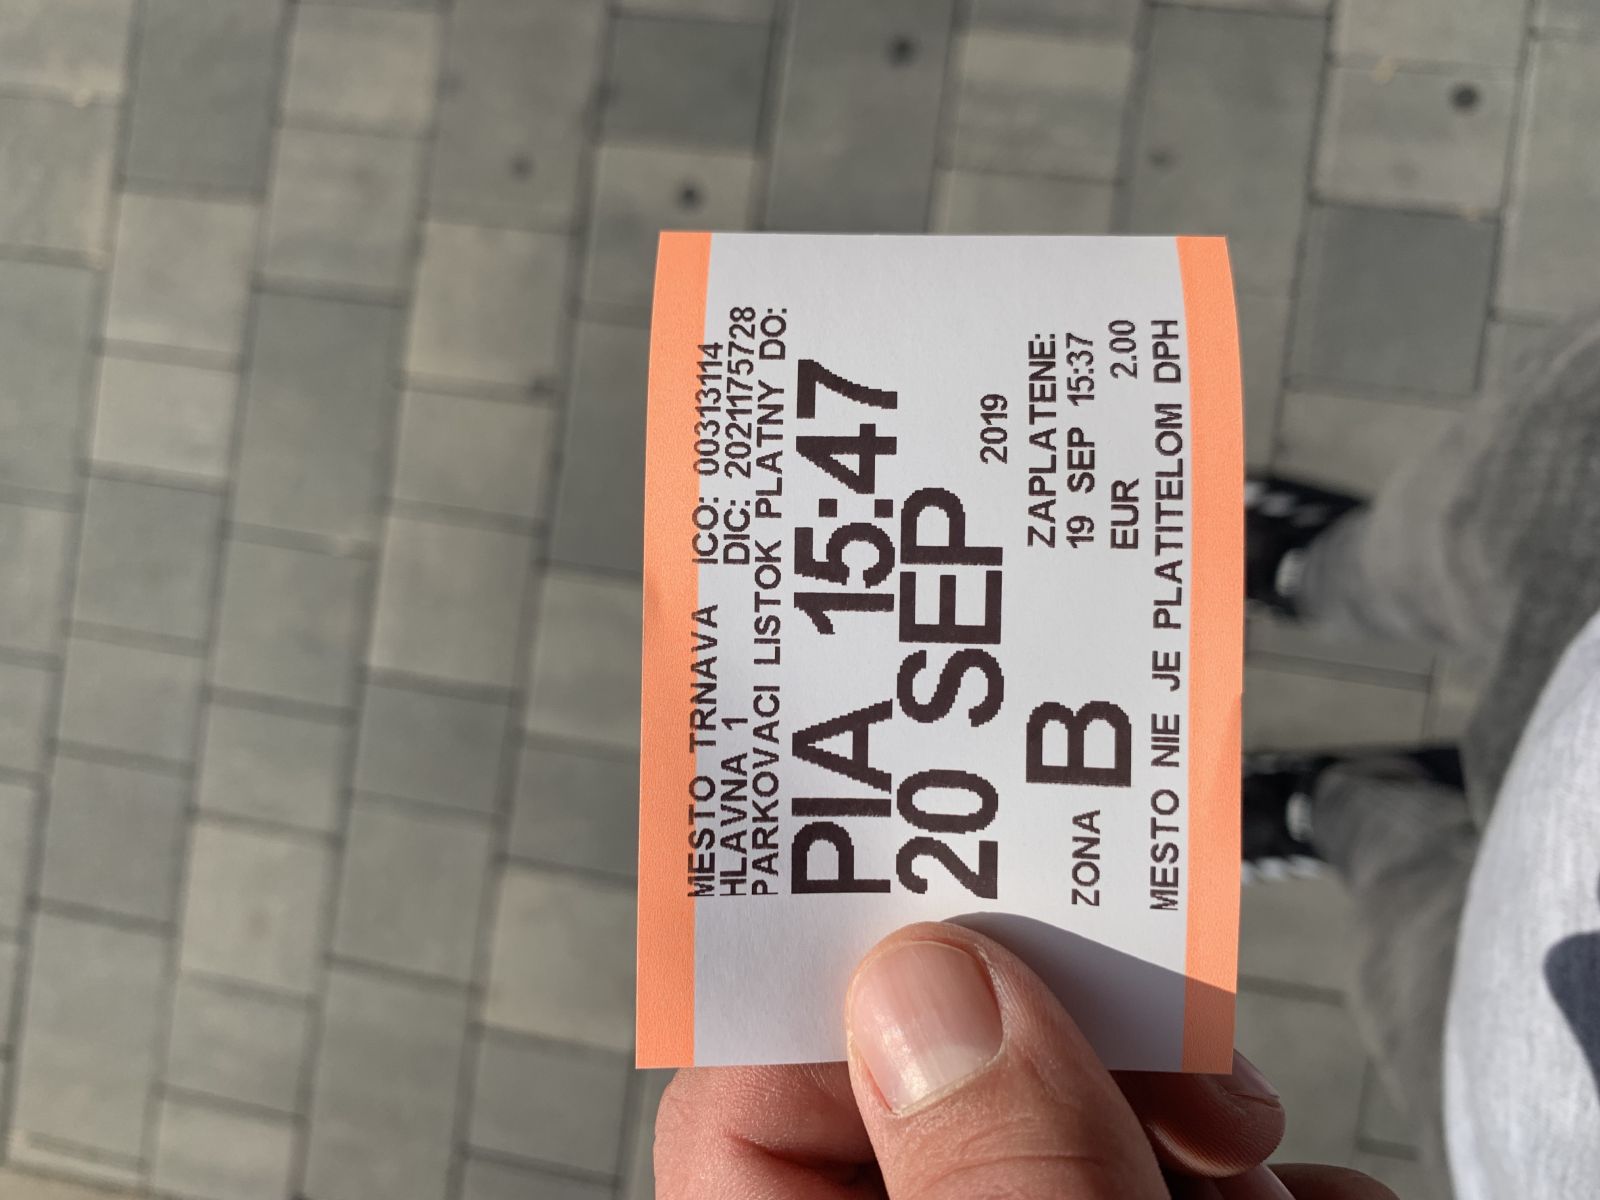 MESTO TRNAVA ICO: 00313114
HLAVNA 1 DIC: 2021175728
PARKOVACI LISTOK PLATNY DO:
PIA 15:47
20 SEP 2019
ZAPLATENE:
ZONA B 19 SEP 15:37
EUR 2.00
MESTO NIE JE PLATITELOM DPH